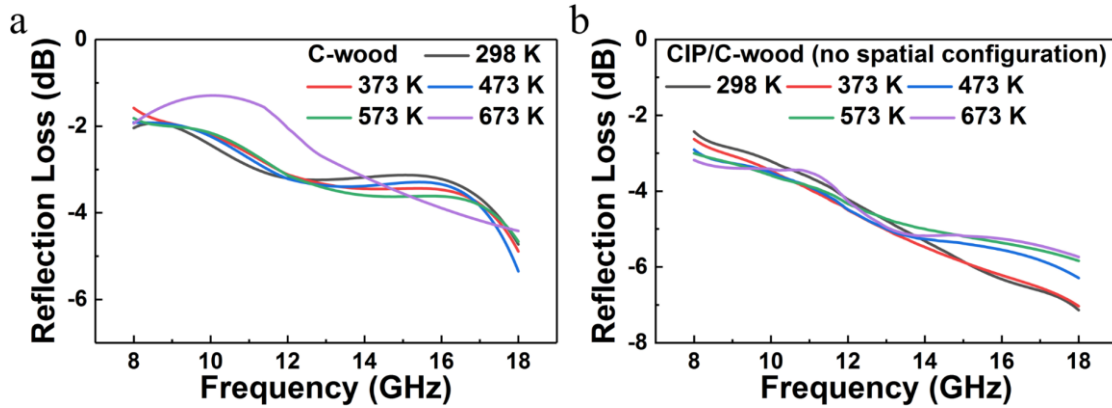 a
C-wood 298 K
373 K 473 K
573 K 673 K
0
-2
-4
-6
Reflection Loss (dB)
8 10 12 14 16 18
Frequency (GHz)
b
CIP/C-wood (no spatial configuration)
298 K 373 K 473 K
573 K 673 K
0
-2
-4
-6
-8
Reflection Loss (dB)
8 10 12 14 16 18
Frequency (GHz)